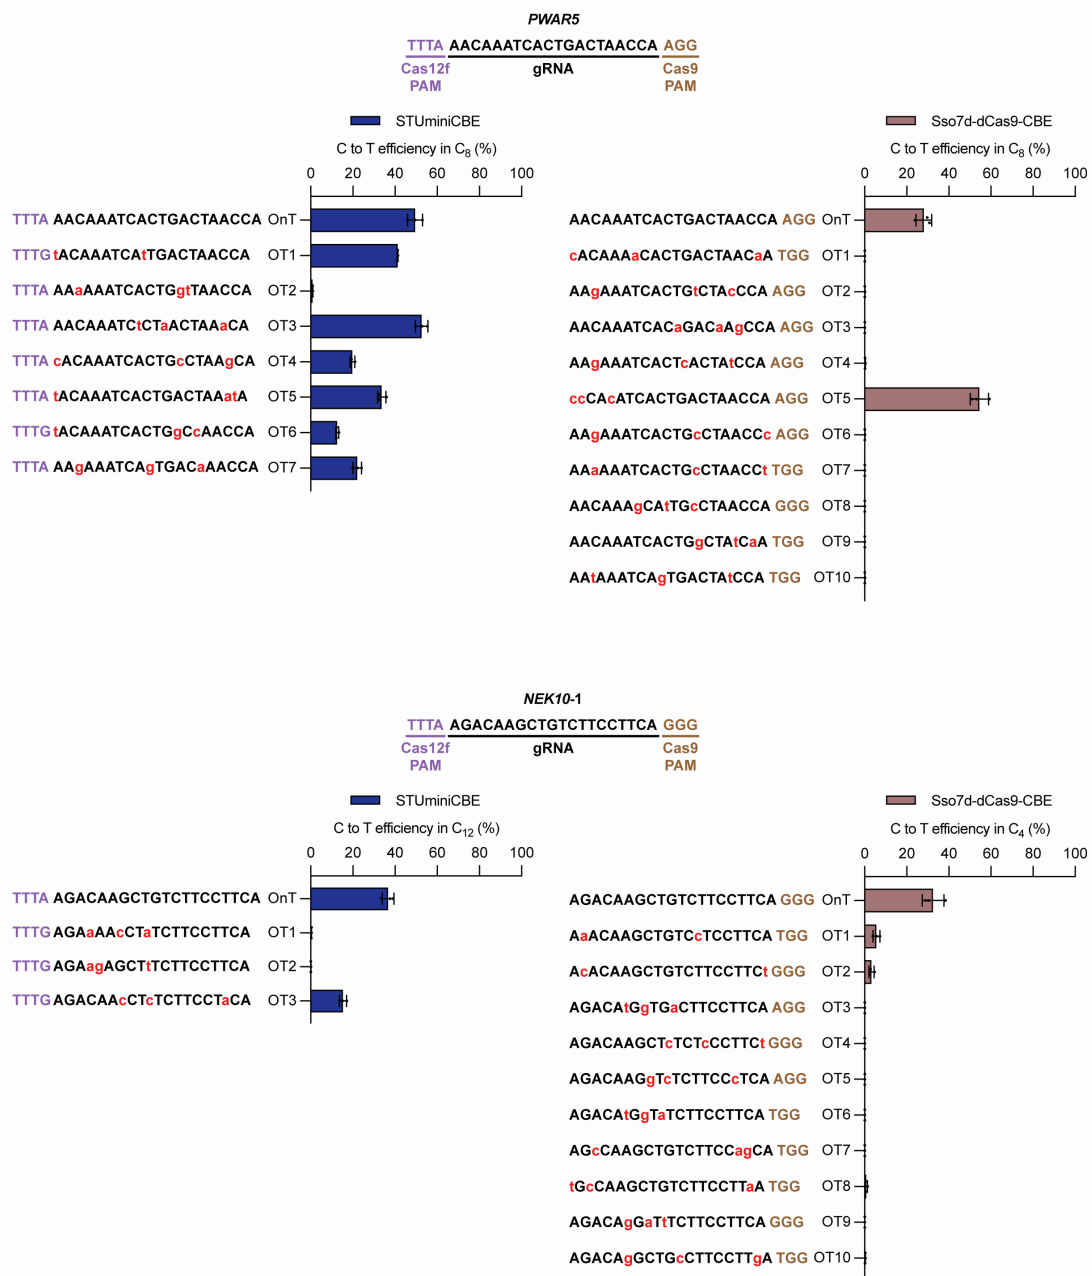 PWAR5
TTTA AACAAATCACTGACTAACCA AGG
Cas12f PAM gRNA Cas9 PAM
STUminiCBE
C to T efficiency in C8 (%)
0 20 40 60 80 100
TTTA AACAAATCACTGACTAACCA OnT
TTTG tACAAATCAtTGACTAACCA OT1
TTTA AAaAAATCACTGgtTAACCA OT2
TTTA AACAAATCtCTaACTAAaCA OT3
TTTA cACAAATCACTGcCTAAgCA OT4
TTTA tACAAATCACTGACTAAatA OT5
TTTG tACAAATCACTGgCcAACCA OT6
TTTA AAgAAATCAgTGACaAACCA OT7
Sso7d-dCas9-CBE
C to T efficiency in C8 (%)
0 20 40 60 80 100
AACAAATCACTGACTAACCA AGG OnT
cACAAAaCACTGACTAACaA TGG OT1
AAgAAATCACTGtCTAcCCA AGG OT2
AACAAATCACaGACaAgCCA AGG OT3
AAgAAATCACTcACTAtCCA AGG OT4
ccCAcATCACTGACTAACCA AGG OT5
AAgAAATCACTGcCTAACCc AGG OT6
AAaAAATCACTGcCTAACCt TGG OT7
AACAAAgCAtTGcCTAACCA GGG OT8
AACAAATCACTGgCTAtCaA TGG OT9
AAtAAATCAgTGACTAtCCA TGG OT10
NEK10-1
TTTA AGACAAGCTGTCTTCCTTCA GGG
Cas12f PAM gRNA Cas9 PAM
STUminiCBE
C to T efficiency in C12 (%)
0 20 40 60 80 100
TTTA AGACAAGCTGTCTTCCTTCA OnT
TTTG AGAaAAcCTaTCTTCCTTCA OT1
TTTG AGAagAGCTtTCTTCCTTCA OT2
TTTG AGACAAcCTcTCTTCCTaCA OT3
Sso7d-dCas9-CBE
C to T efficiency in C4 (%)
0 20 40 60 80 100
AGACAAGCTGTCTTCCTTCA GGG OnT
AaACAAGCTGTCcTCCTTCA TGG OT1
AcACAAGCTGTCTTCCTTCt GGG OT2
AGACAtGgTGaCTTCCTTCA AGG OT3
AGACAAGCTcTCTcCCTTCt GGG OT4
AGACAAGgTcTCTTCCcTCA AGG OT5
AGACAtGgTaTCTTCCTTCA TGG OT6
AGcCAAGCTGTCTTCCagCA TGG OT7
tGcCAAGCTGTCTTCCTTaA TGG OT8
AGACAgGaTtTCTTCCTTCA GGG OT9
AGACAgGCTGcCTTCCTTgA TGG OT10